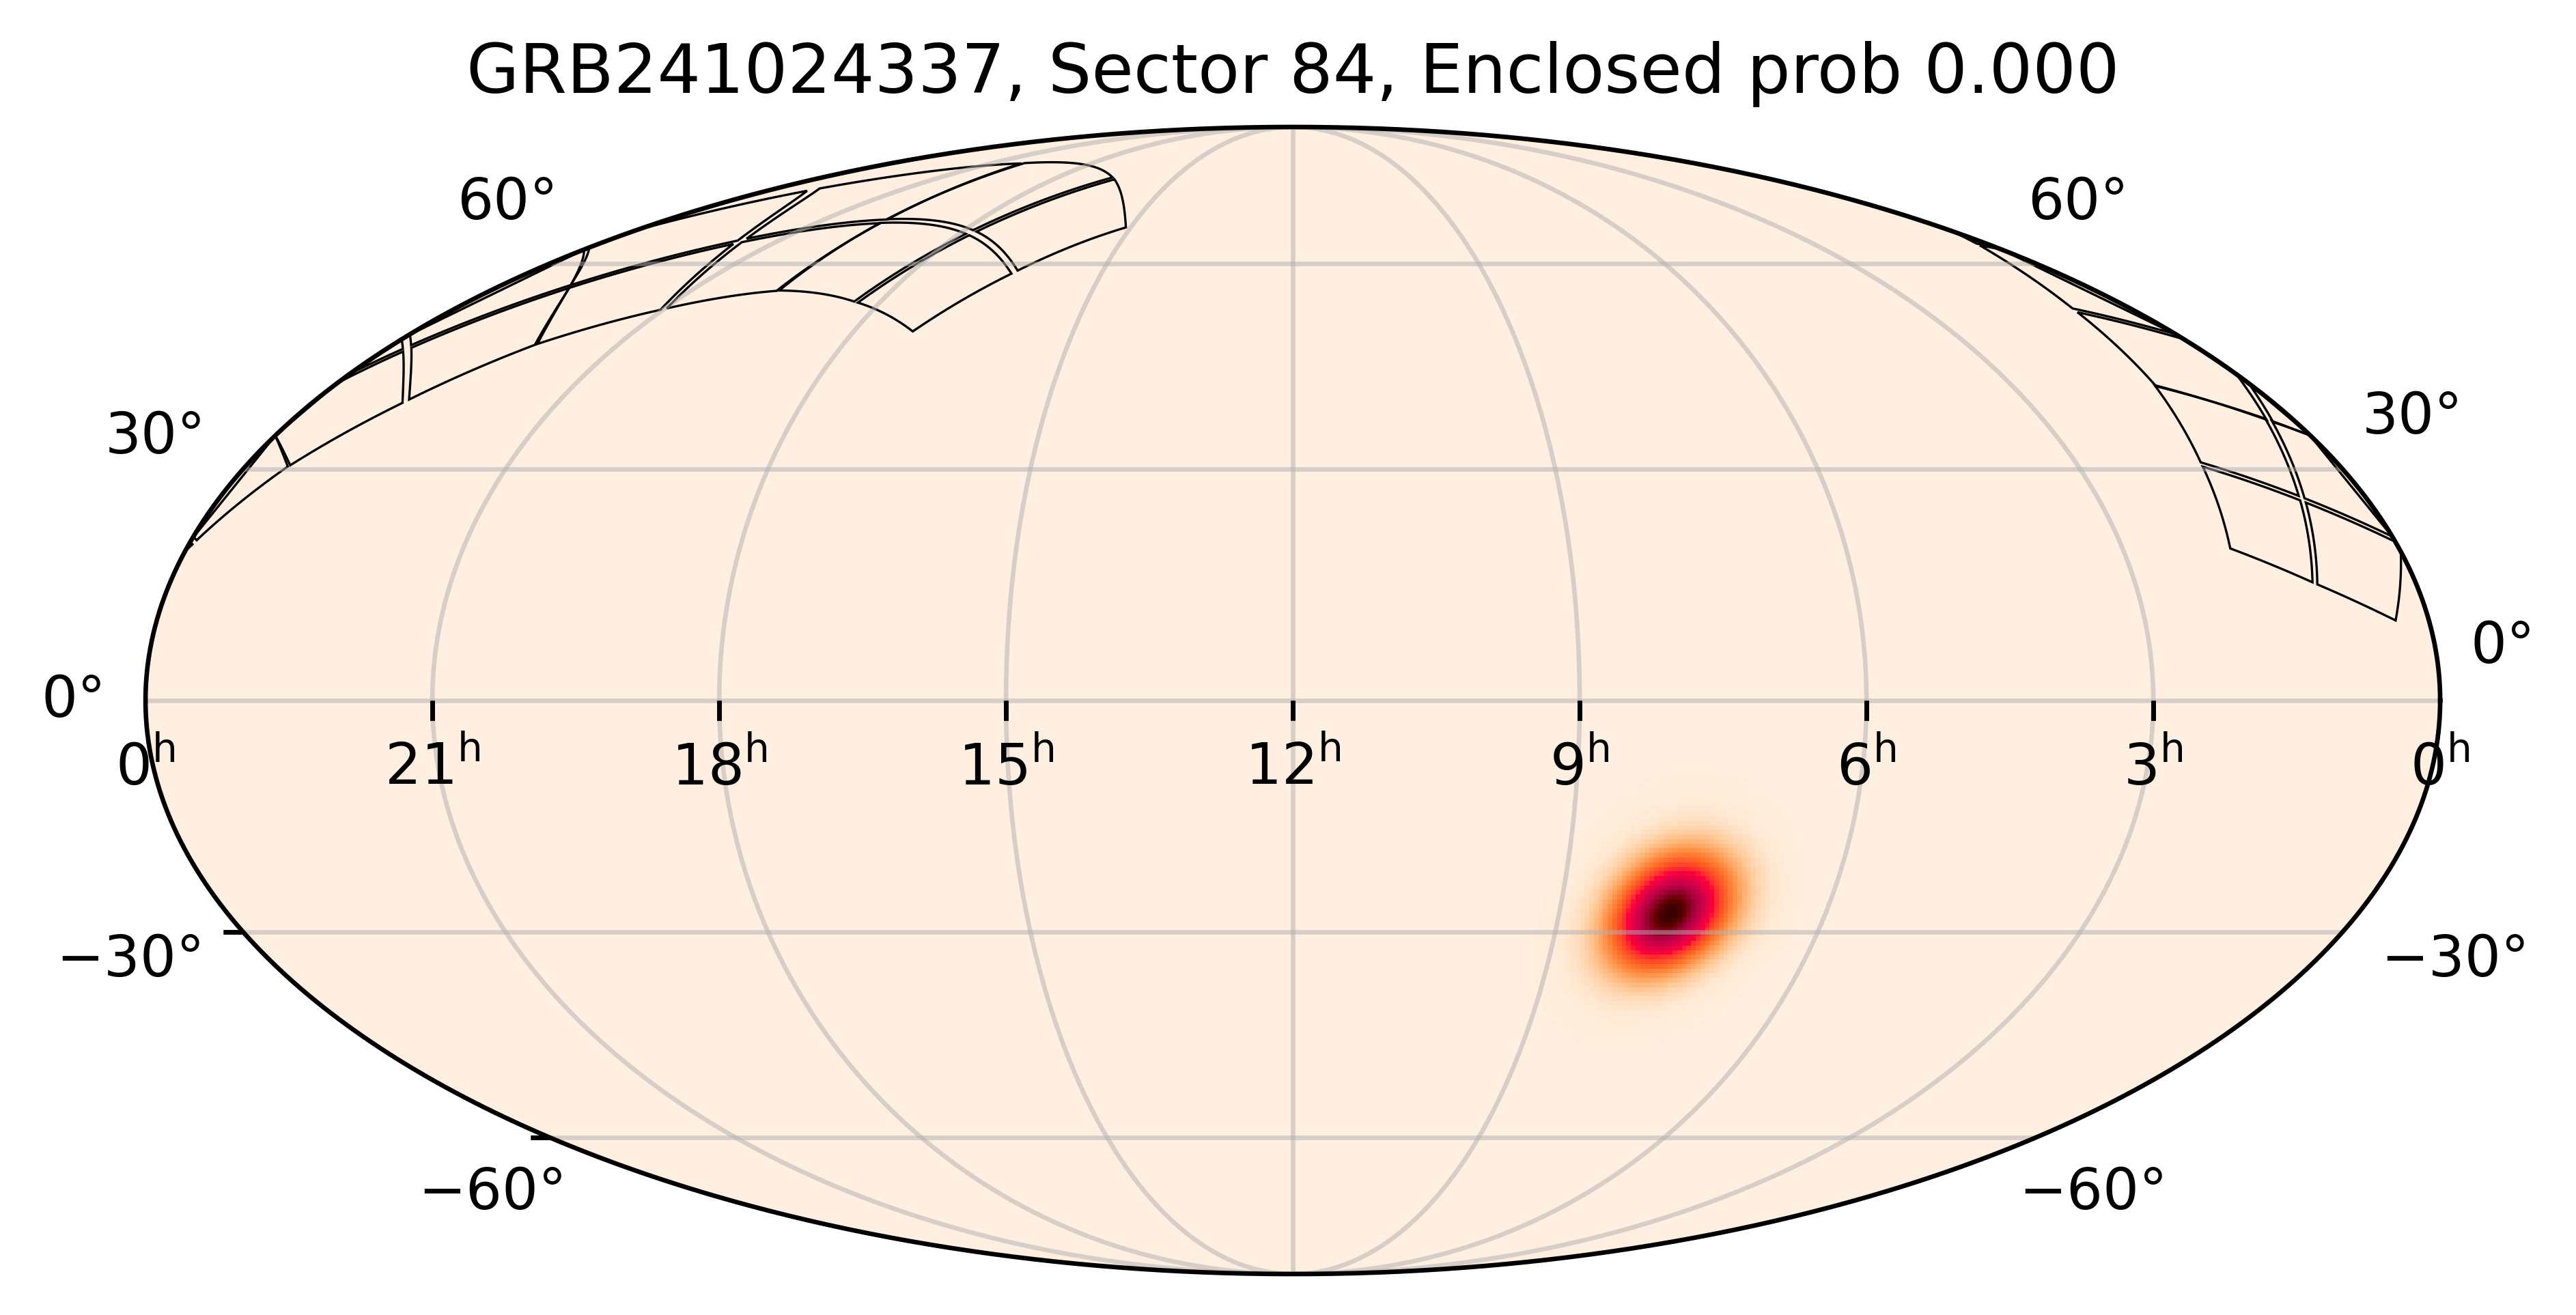 GRB241024337, Sector 84, Enclosed prob 0.000
60° 60°
30° 30°
0° 0°
0ʰ 21ʰ 18ʰ 15ʰ 12ʰ 9ʰ 6ʰ 3ʰ 0ʰ
−30° −30°
−60° −60°